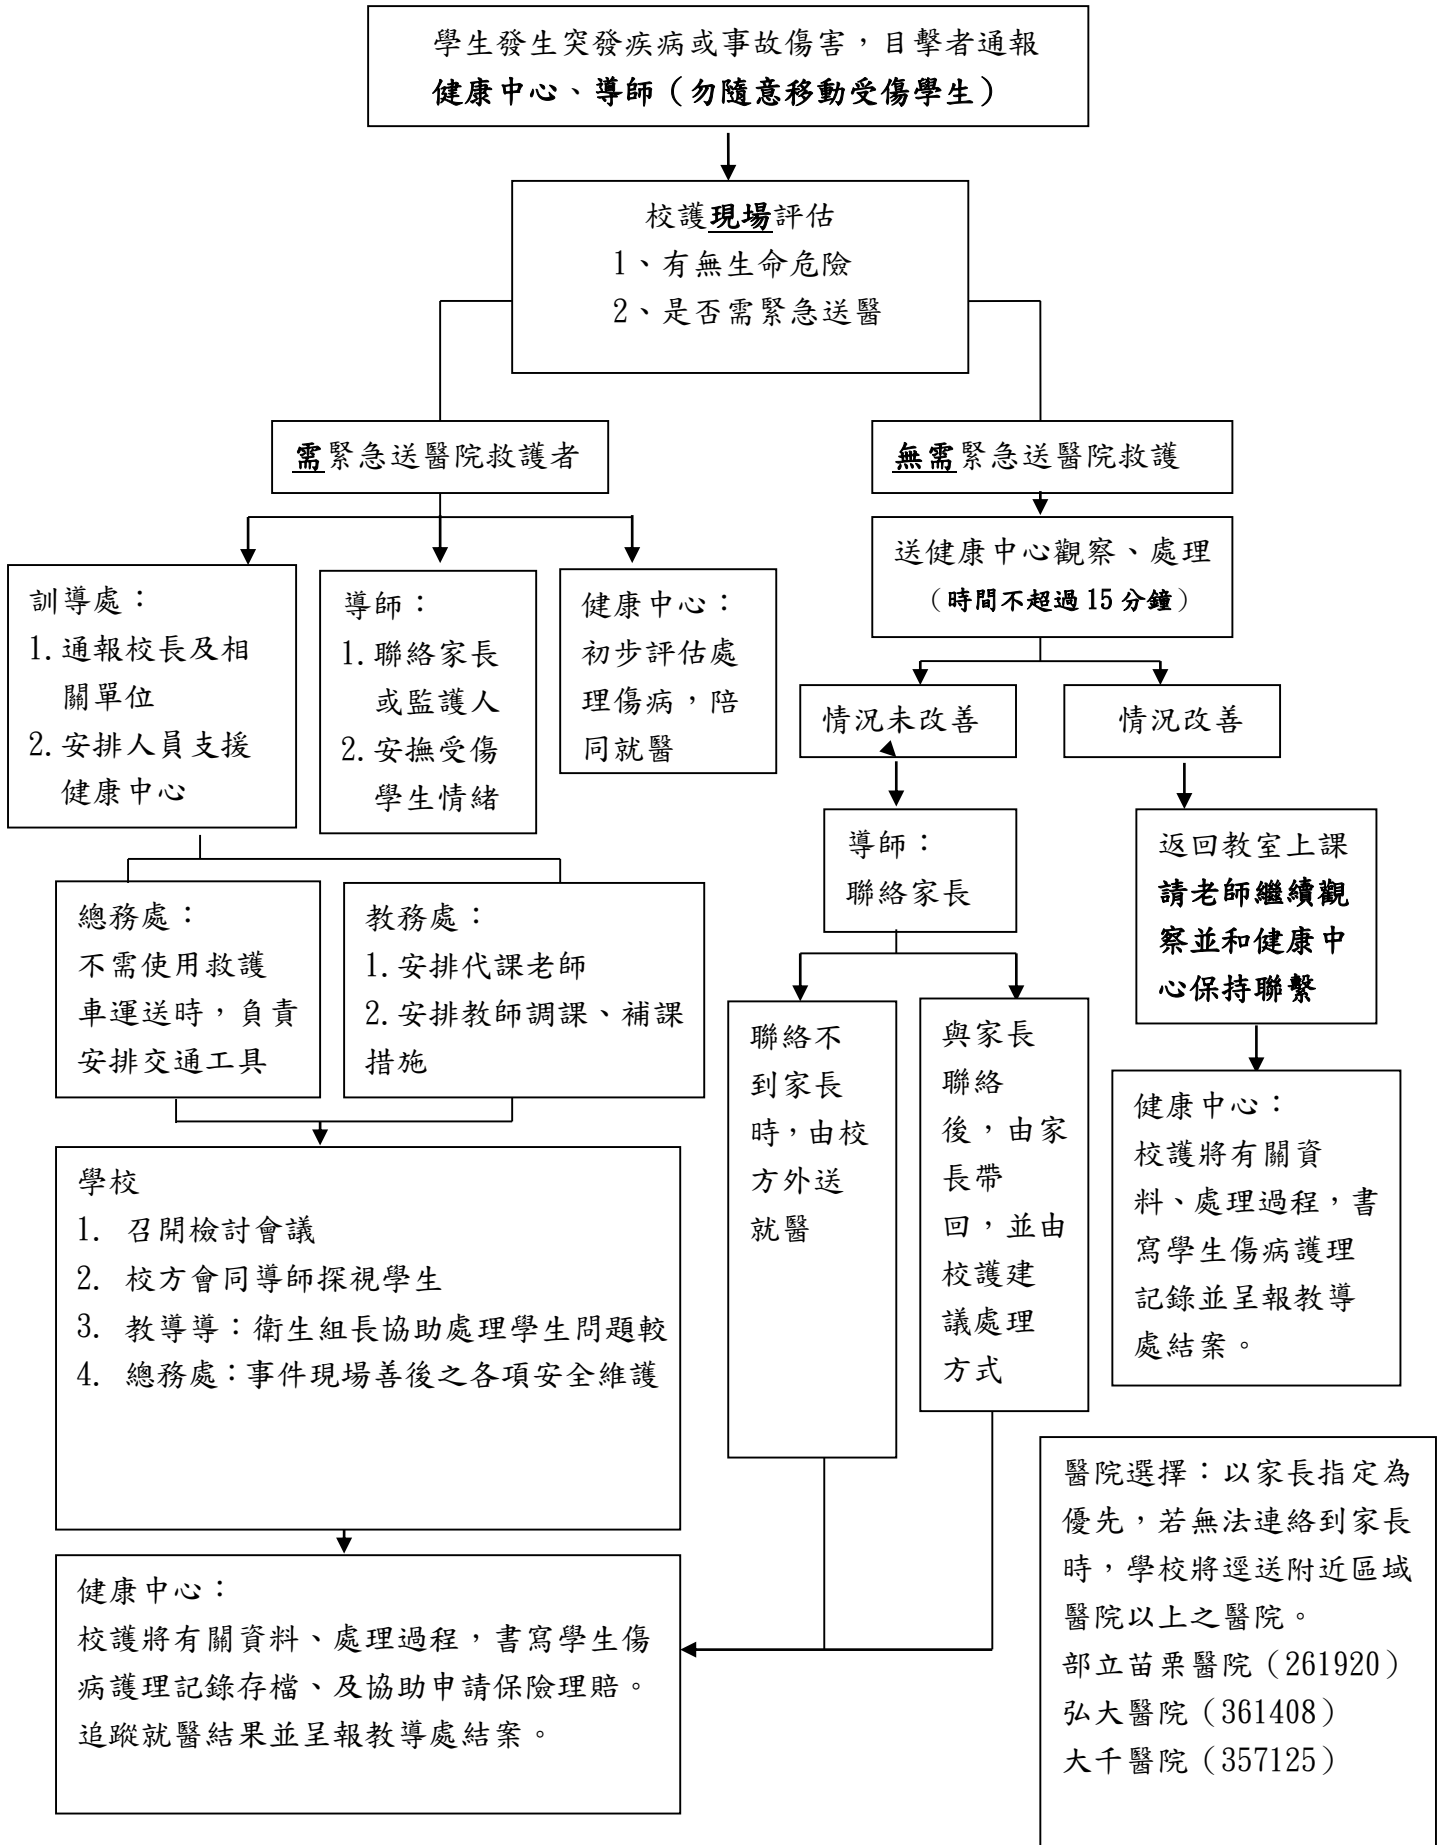 學生發生突發疾病或事故傷害，目擊者通報
健康中心、導師（勿隨意移動受傷學生）
校護現場評估
1、有無生命危險
2、是否需緊急送醫
需緊急送醫院救護者
無需緊急送醫院救護
送健康中心觀察、處理
（時間不超過15分鐘）
訓導處：
1.通報校長及相
關單位
2.安排人員支援
健康中心
導師：
1.聯絡家長
或監護人
2.安撫受傷
學生情緒
健康中心：
初步評估處
理傷病，陪
同就醫
情況未改善
情況改善
導師：
聯絡家長
返回教室上課
請老師繼續觀
察並和健康中
心保持聯繫
總務處：
不需使用救護
車運送時，負責
安排交通工具
教務處：
1.安排代課老師
2.安排教師調課、補課
措施
聯絡不
到家長
時，由校
方外送
就醫
與家長
聯絡
後，由家
長帶
回，並由
校護建
議處理
方式
健康中心：
校護將有關資
料、處理過程，書
寫學生傷病護理
記錄並呈報教導
處結案。
學校
1. 召開檢討會議
2. 校方會同導師探視學生
3. 教導導：衛生組長協助處理學生問題較
4. 總務處：事件現場善後之各項安全維護
健康中心：
校護將有關資料、處理過程，書寫學生傷
病護理記錄存檔、及協助申請保險理賠。
追蹤就醫結果並呈報教導處結案。
醫院選擇：以家長指定為
優先，若無法連絡到家長
時，學校將逕送附近區域
醫院以上之醫院。
部立苗栗醫院（261920）
弘大醫院（361408）
大千醫院（357125）